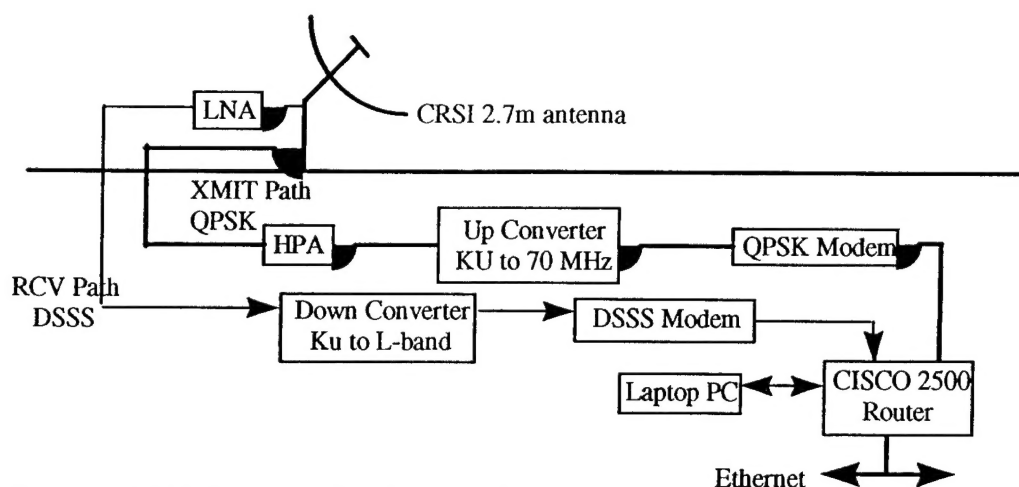 LNA
CRSI 2.7m antenna
XMIT Path
QPSK
HPA
Up Converter
KU to 70 MHz
QPSK Modem
RCV Path
DSSS
Down Converter
Ku to L-band
DSSS Modem
Laptop PC
CISCO 2500
Router
Ethernet